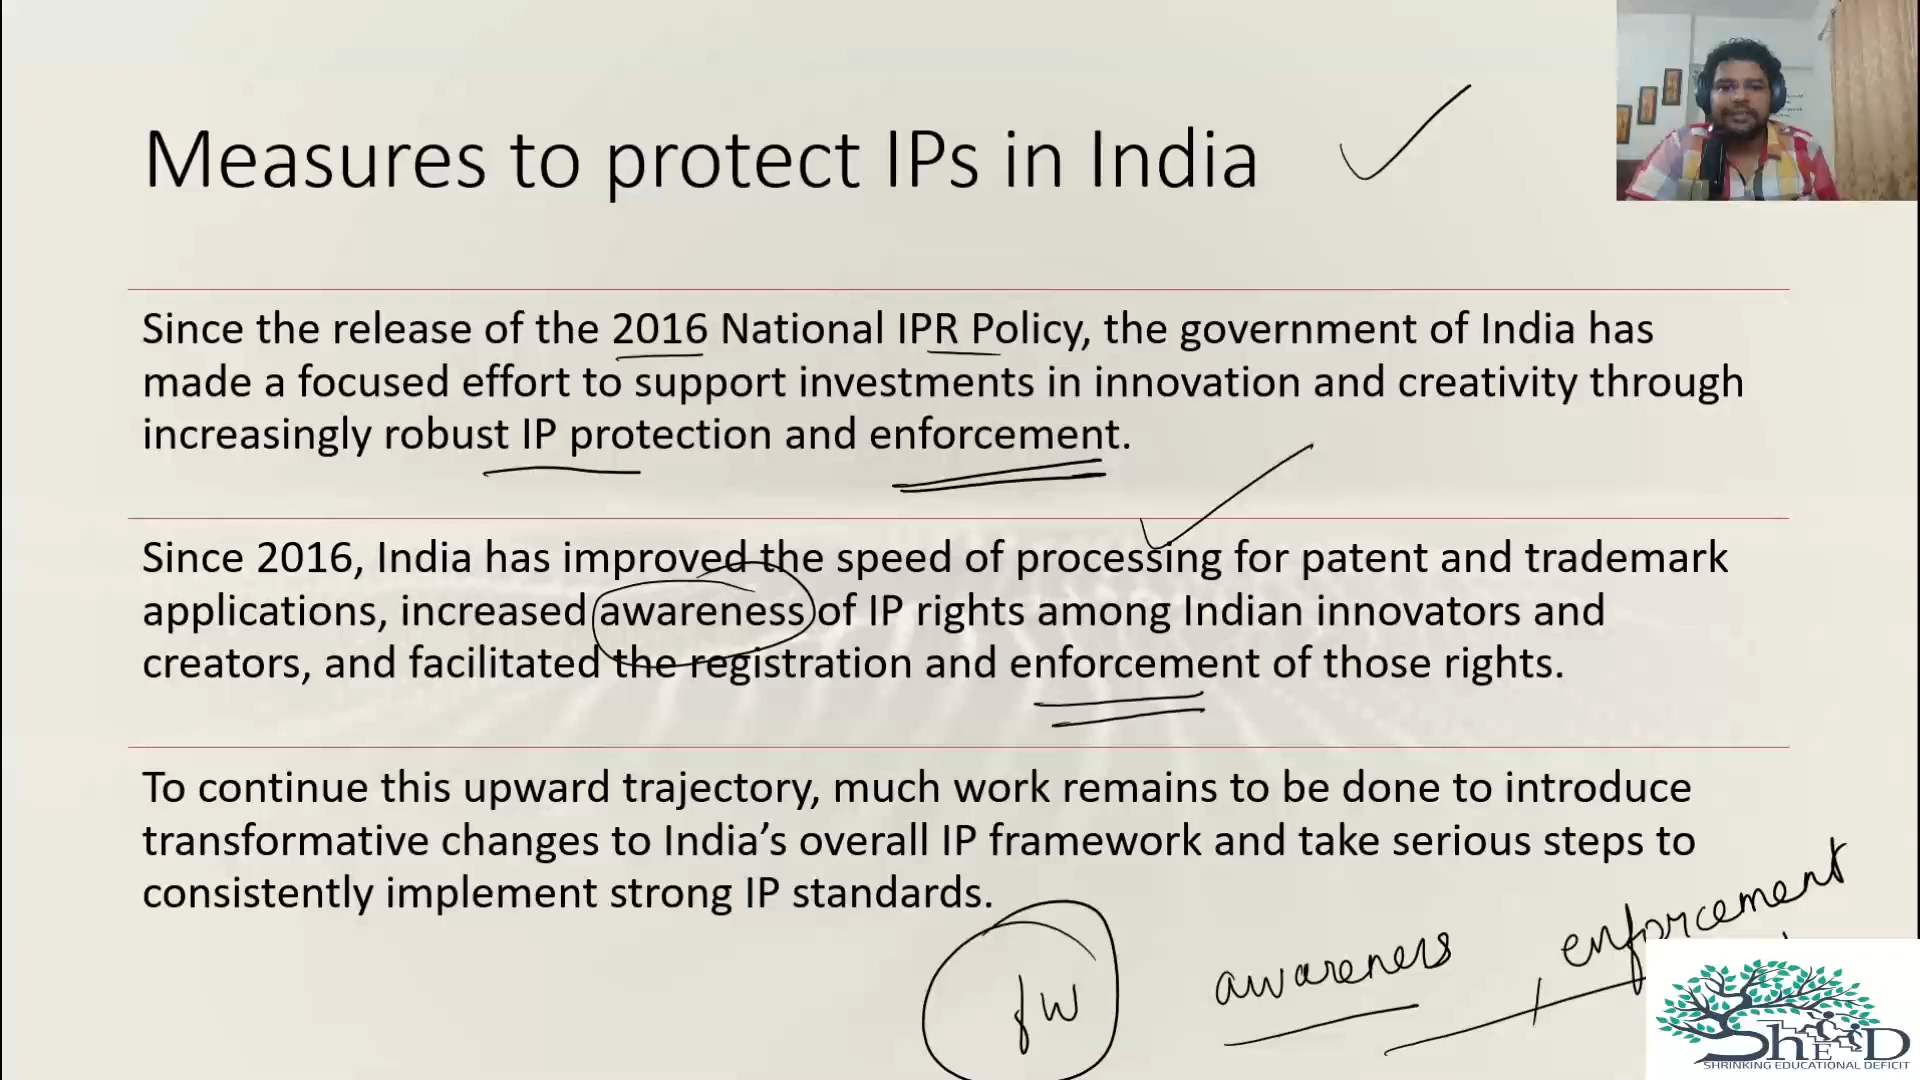 Measures to protect IPs in India
Since the release of the 2016 National IPR Policy, the government of India has
made a focused effort to support investments in innovation and creativity through
increasingly robust IP protection and enforcement.
Since 2016, India has improved the speed of processing for patent and trademark
applications, increased awareness of IP rights among Indian innovators and
creators, and facilitated the registration and enforcement of those rights.
To continue this upward trajectory, much work remains to be done to introduce
transformative changes to India’s overall IP framework and take serious steps to
consistently implement strong IP standards.
fw
awareness
enforcement
ShED
SHRINKING EDUCATIONAL DEFICIT